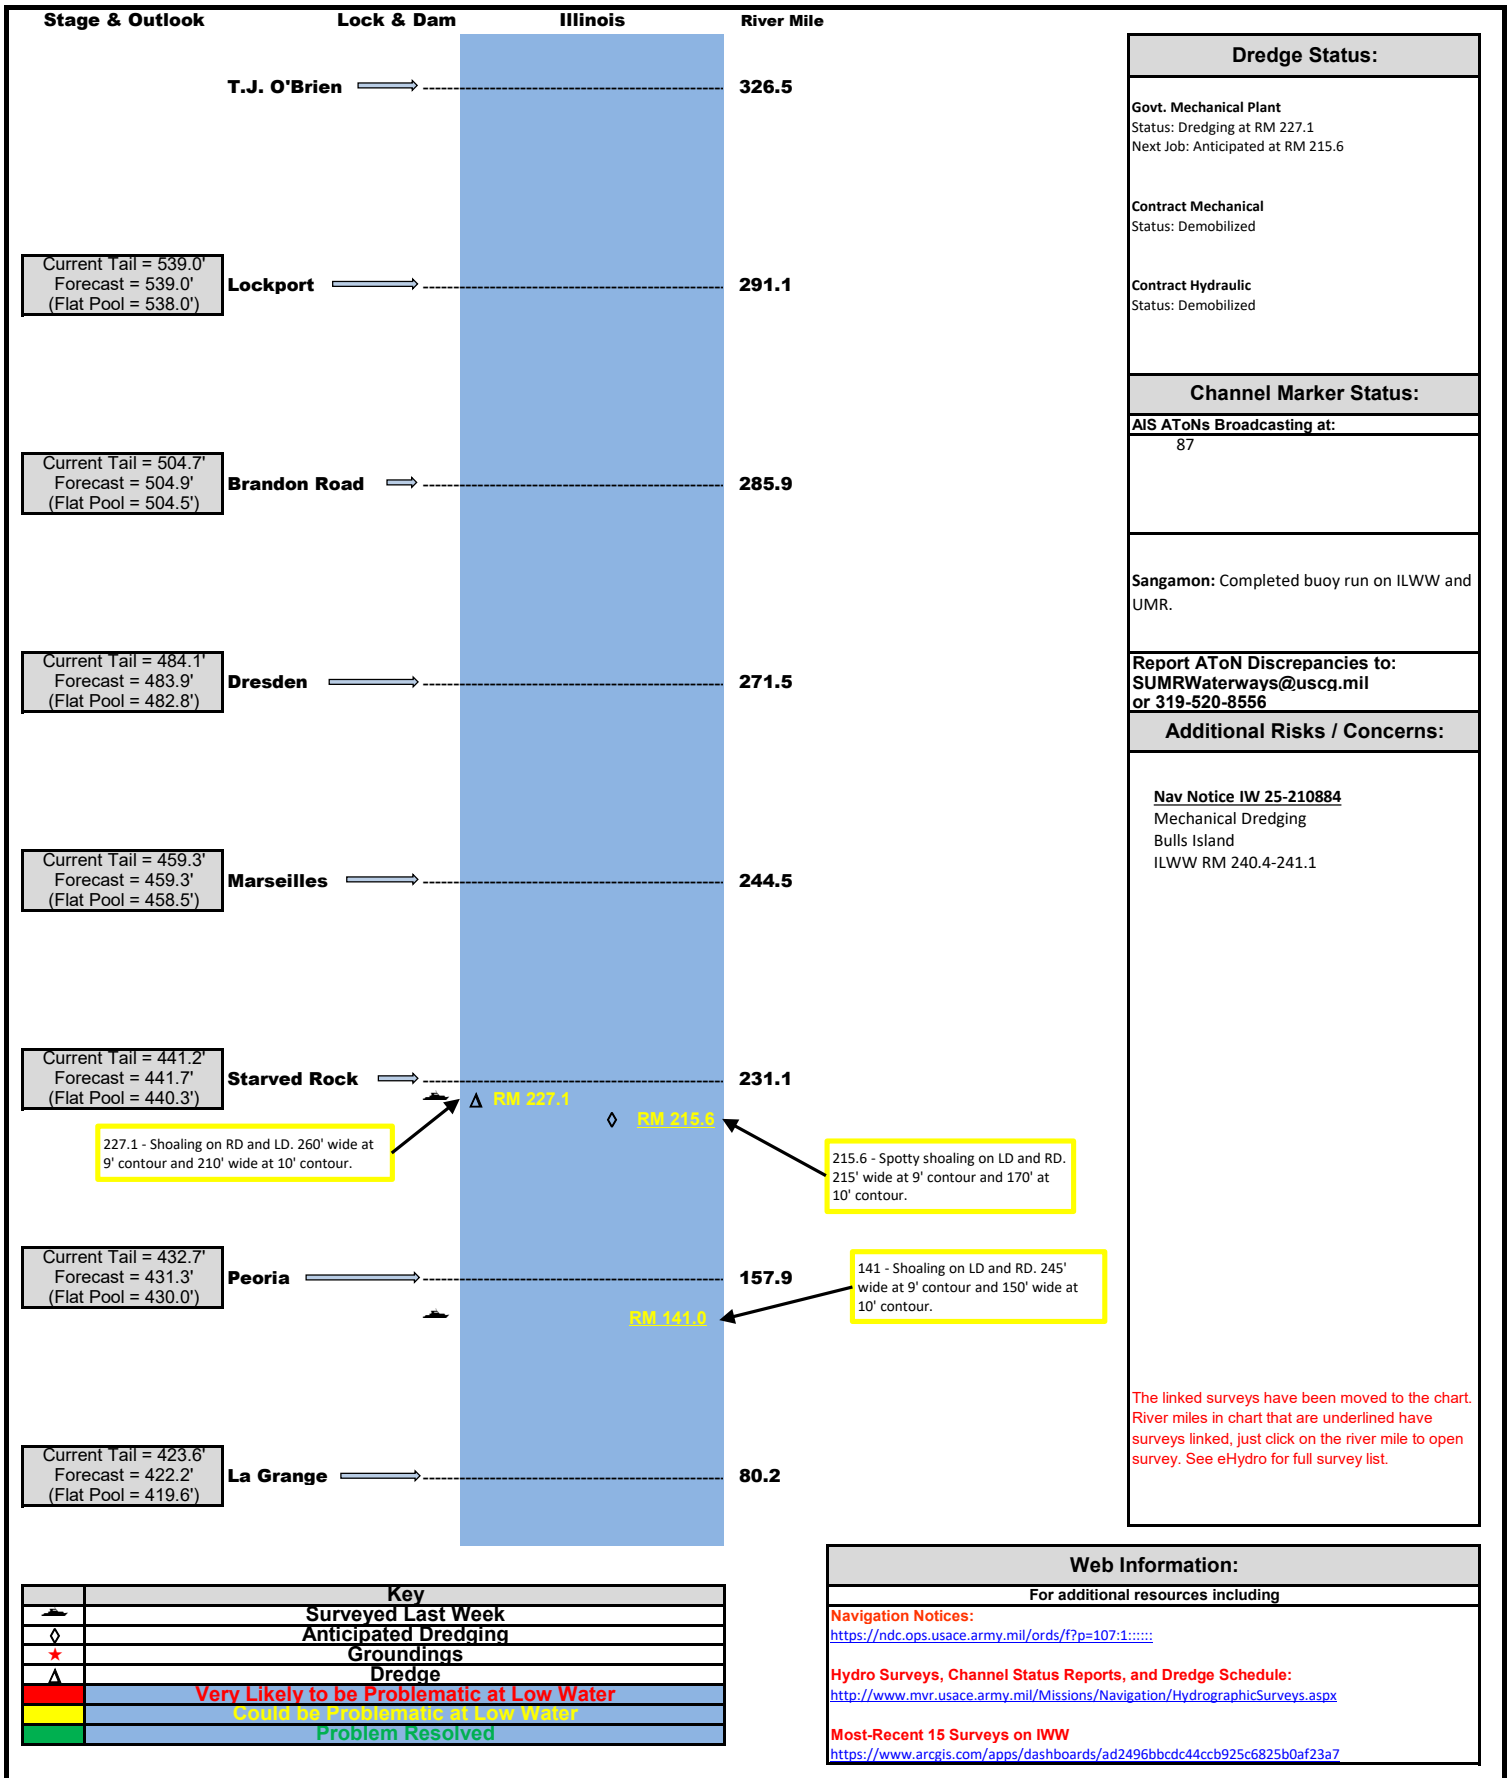 Stage & Outlook
Lock & Dam
Illinois
River Mile
T.J. O'Brien
326.5
Current Tail = 539.0'
Forecast = 539.0'
(Flat Pool = 538.0')
Lockport
291.1
Current Tail = 504.7'
Forecast = 504.9'
(Flat Pool = 504.5')
Brandon Road
285.9
Current Tail = 484.1'
Forecast = 483.9'
(Flat Pool = 482.8')
Dresden
271.5
Current Tail = 459.3'
Forecast = 459.3'
(Flat Pool = 458.5')
Marseilles
244.5
Current Tail = 441.2'
Forecast = 441.7'
(Flat Pool = 440.3')
Starved Rock
231.1
RM 227.1
RM 215.6
227.1 - Shoaling on RD and LD. 260' wide at
9' contour and 210' wide at 10' contour.
215.6 - Spotty shoaling on LD and RD.
215' wide at 9' contour and 170' at
10' contour.
Current Tail = 432.7'
Forecast = 431.3'
(Flat Pool = 430.0')
Peoria
157.9
RM 141.0
141 - Shoaling on LD and RD. 245'
wide at 9' contour and 150' wide at
10' contour.
Current Tail = 423.6'
Forecast = 422.2'
(Flat Pool = 419.6')
La Grange
80.2
Dredge Status:
Govt. Mechanical Plant
Status: Dredging at RM 227.1
Next Job: Anticipated at RM 215.6
Contract Mechanical
Status: Demobilized
Contract Hydraulic
Status: Demobilized
Channel Marker Status:
AIS AToNs Broadcasting at:
87
Sangamon: Completed buoy run on ILWW and
UMR.
Report AToN Discrepancies to:
SUMRWaterways@uscg.mil
or 319-520-8556
Additional Risks / Concerns:
Nav Notice IW 25-210884
Mechanical Dredging
Bulls Island
ILWW RM 240.4-241.1
The linked surveys have been moved to the chart.
River miles in chart that are underlined have
surveys linked, just click on the river mile to open
survey. See eHydro for full survey list.
Key
Surveyed Last Week
Anticipated Dredging
Groundings
Dredge
Very Likely to be Problematic at Low Water
Could be Problematic at Low Water
Problem Resolved
Web Information:
For additional resources including
Navigation Notices:
https://ndc.ops.usace.army.mil/ords/f?p=107:1::::::
Hydro Surveys, Channel Status Reports, and Dredge Schedule:
http://www.mvr.usace.army.mil/Missions/Navigation/HydrographicSurveys.aspx
Most-Recent 15 Surveys on IWW
https://www.arcgis.com/apps/dashboards/ad2496bbcdc44ccb925c6825b0af23a7